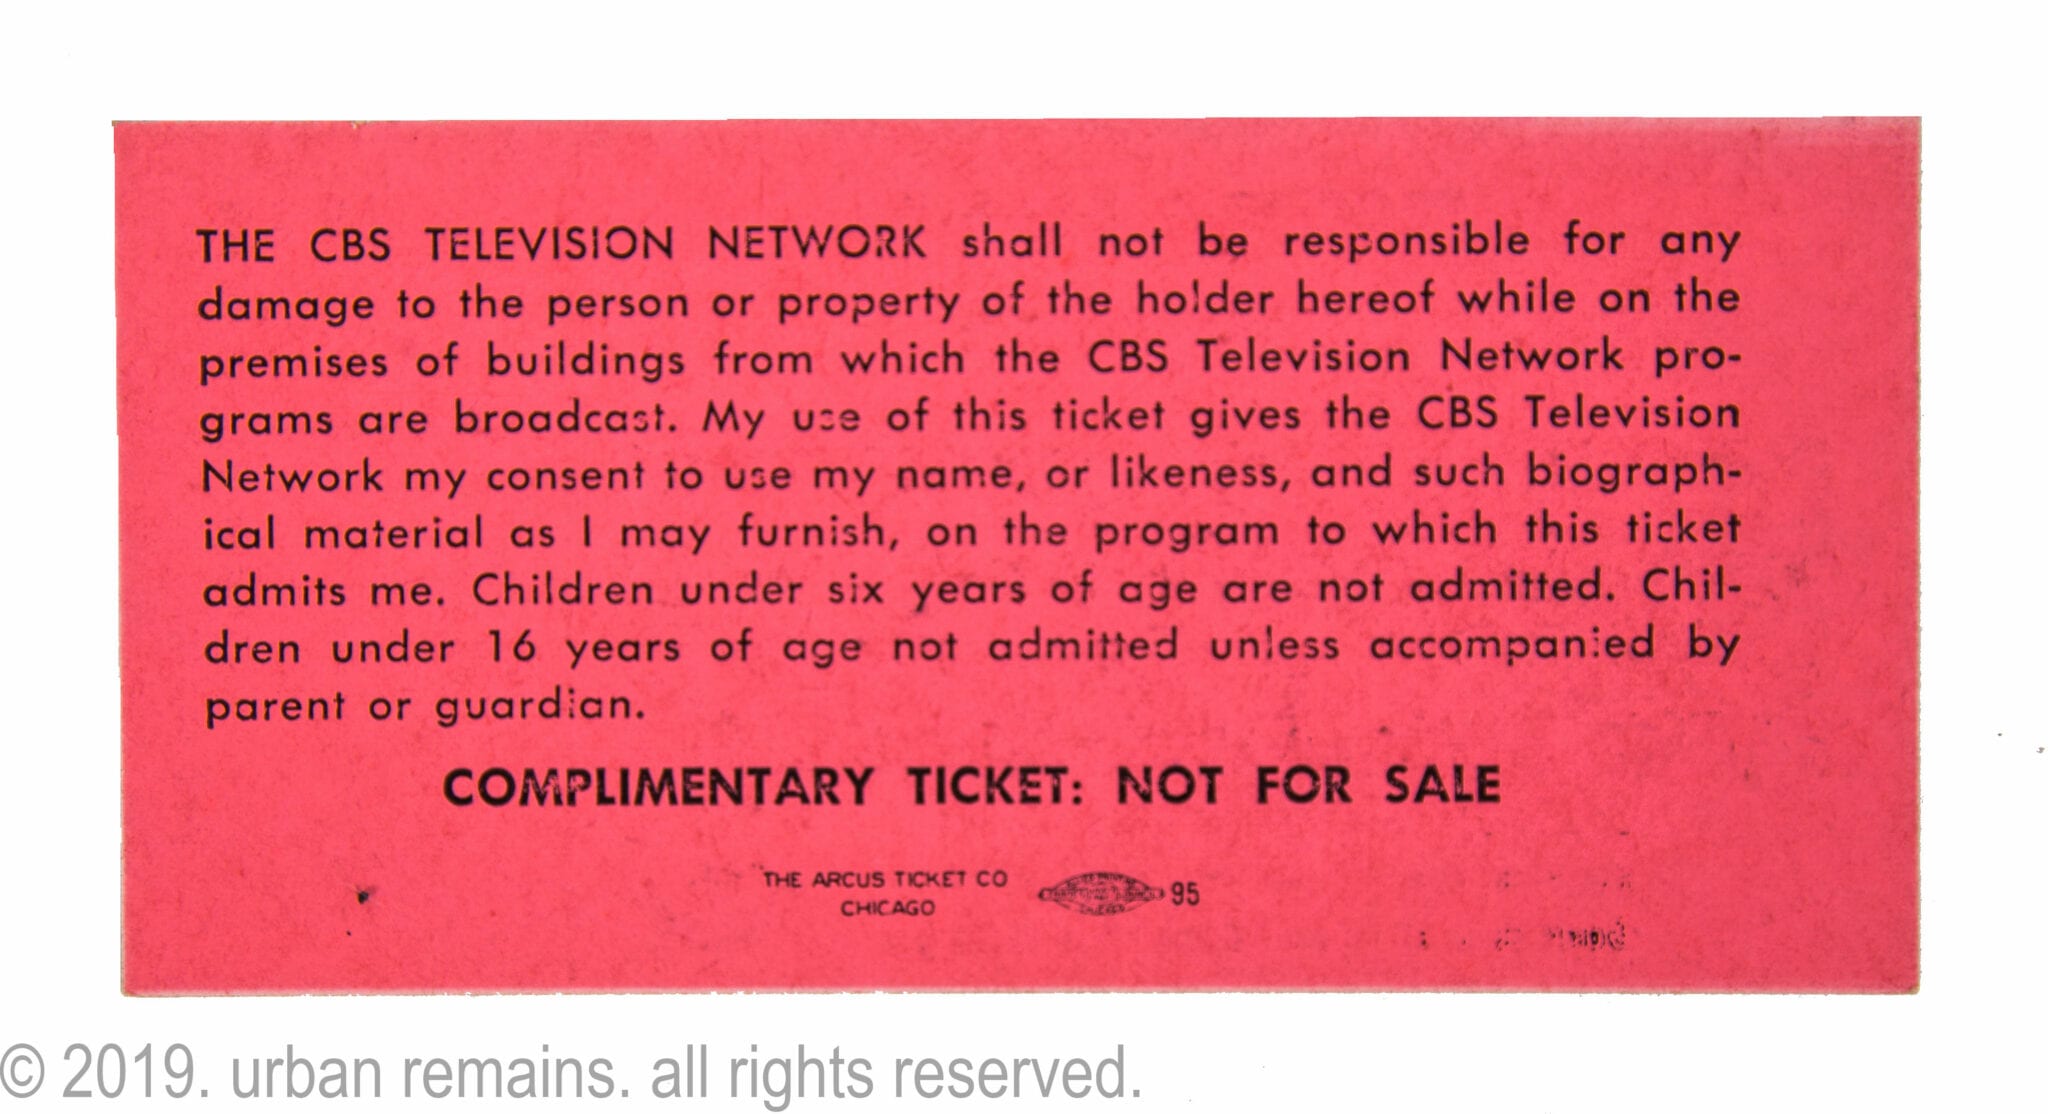 THE CBS TELEVISION NETWORK shall not be responsible for any
damage to the person or property of the holder hereof while on the
premises of buildings from which the CBS Television Network pro-
grams are broadcast. My use of this ticket gives the CBS Television
Network my consent to use my name, or likeness, and such biograph-
ical material as I may furnish, on the program to which this ticket
admits me. Children under six years of age are not admitted. Chil-
dren under 16 years of age not admitted unless accompanied by
parent or guardian.
COMPLIMENTARY TICKET: NOT FOR SALE
THE ARCUS TICKET CO
CHICAGO
95
© 2019. urban remains. all rights reserved.